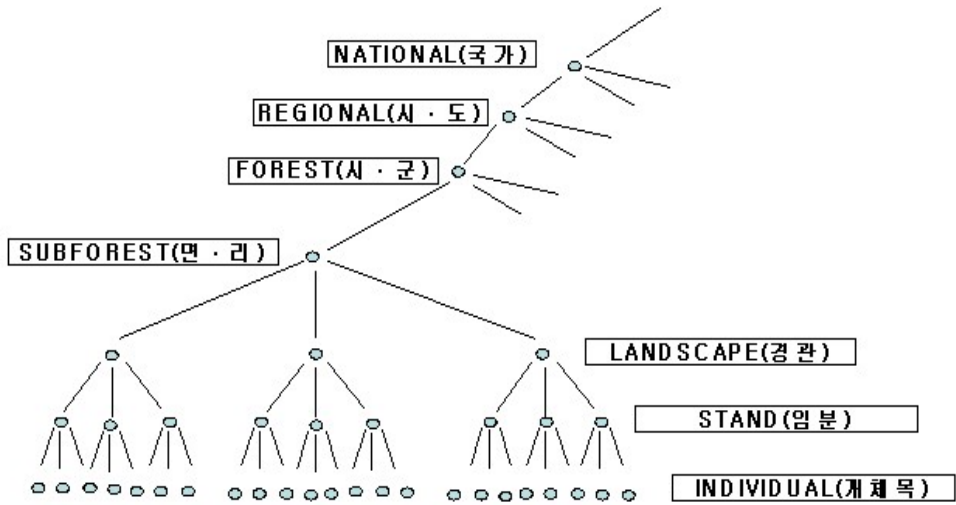 NATIONAL(국가)
REGIONAL(시·도)
FOREST(시·군)
SUBFOREST(면·리)
LANDSCAPE(경관)
STAND(임분)
INDIVIDUAL(개체목)